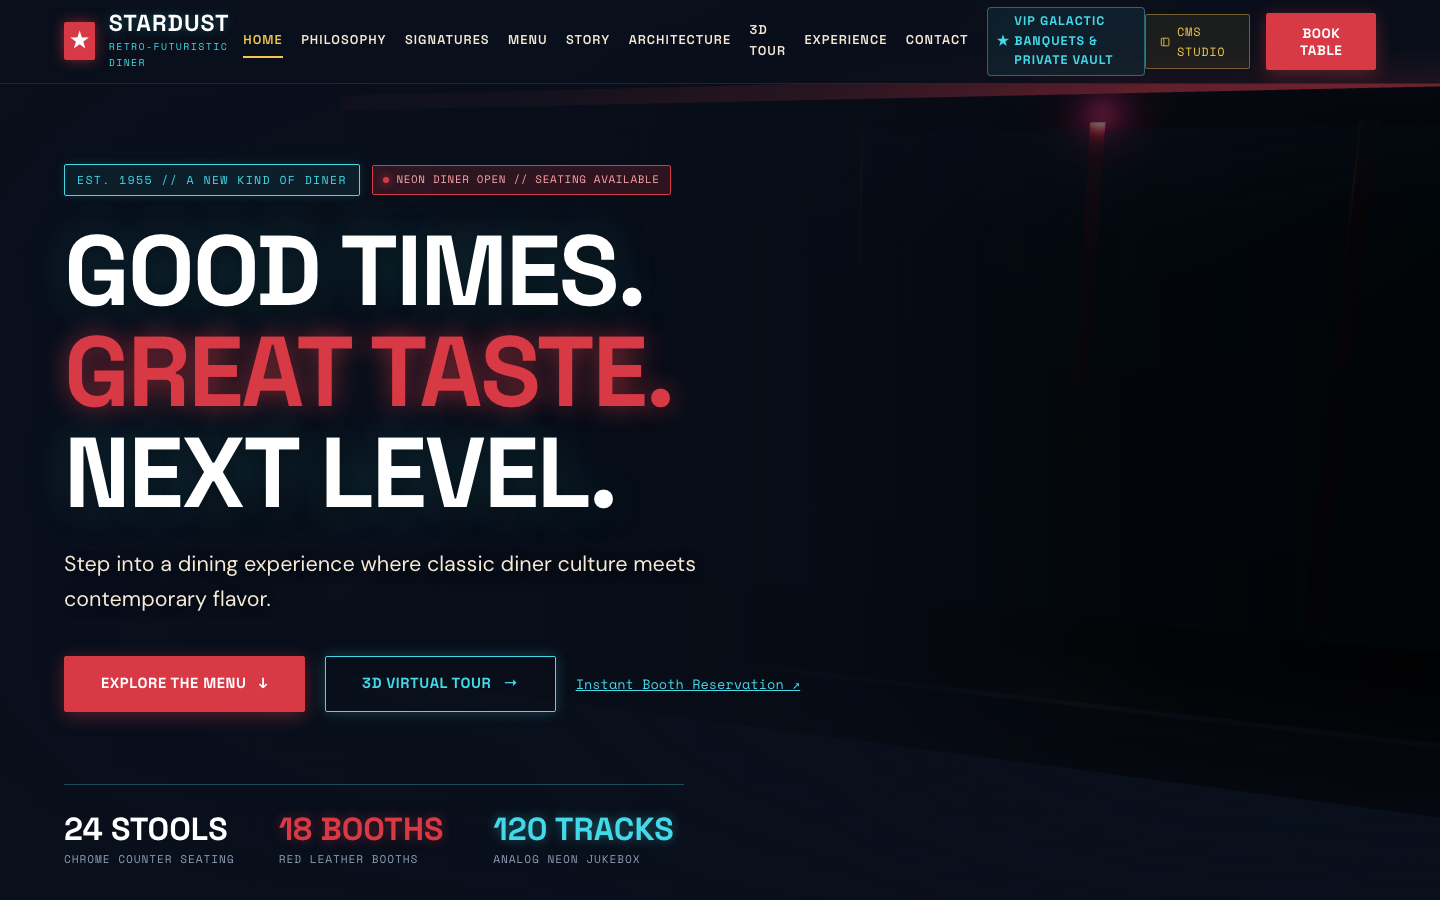 STARDUST
RETRO-FUTURISTIC
DINER
HOME
PHILOSOPHY
SIGNATURES
MENU
STORY
ARCHITECTURE
3D
TOUR
EXPERIENCE
CONTACT
★ VIP GALACTIC
BANQUETS &
PRIVATE VAULT
CMS
STUDIO
BOOK
TABLE
EST. 1955 // A NEW KIND OF DINER
NEON DINER OPEN // SEATING AVAILABLE
GOOD TIMES.
GREAT TASTE.
NEXT LEVEL.
Step into a dining experience where classic diner culture meets
contemporary flavor.
EXPLORE THE MENU ↓
3D VIRTUAL TOUR →
Instant Booth Reservation ↗
24 STOOLS
CHROME COUNTER SEATING
18 BOOTHS
RED LEATHER BOOTHS
120 TRACKS
ANALOG NEON JUKEBOX